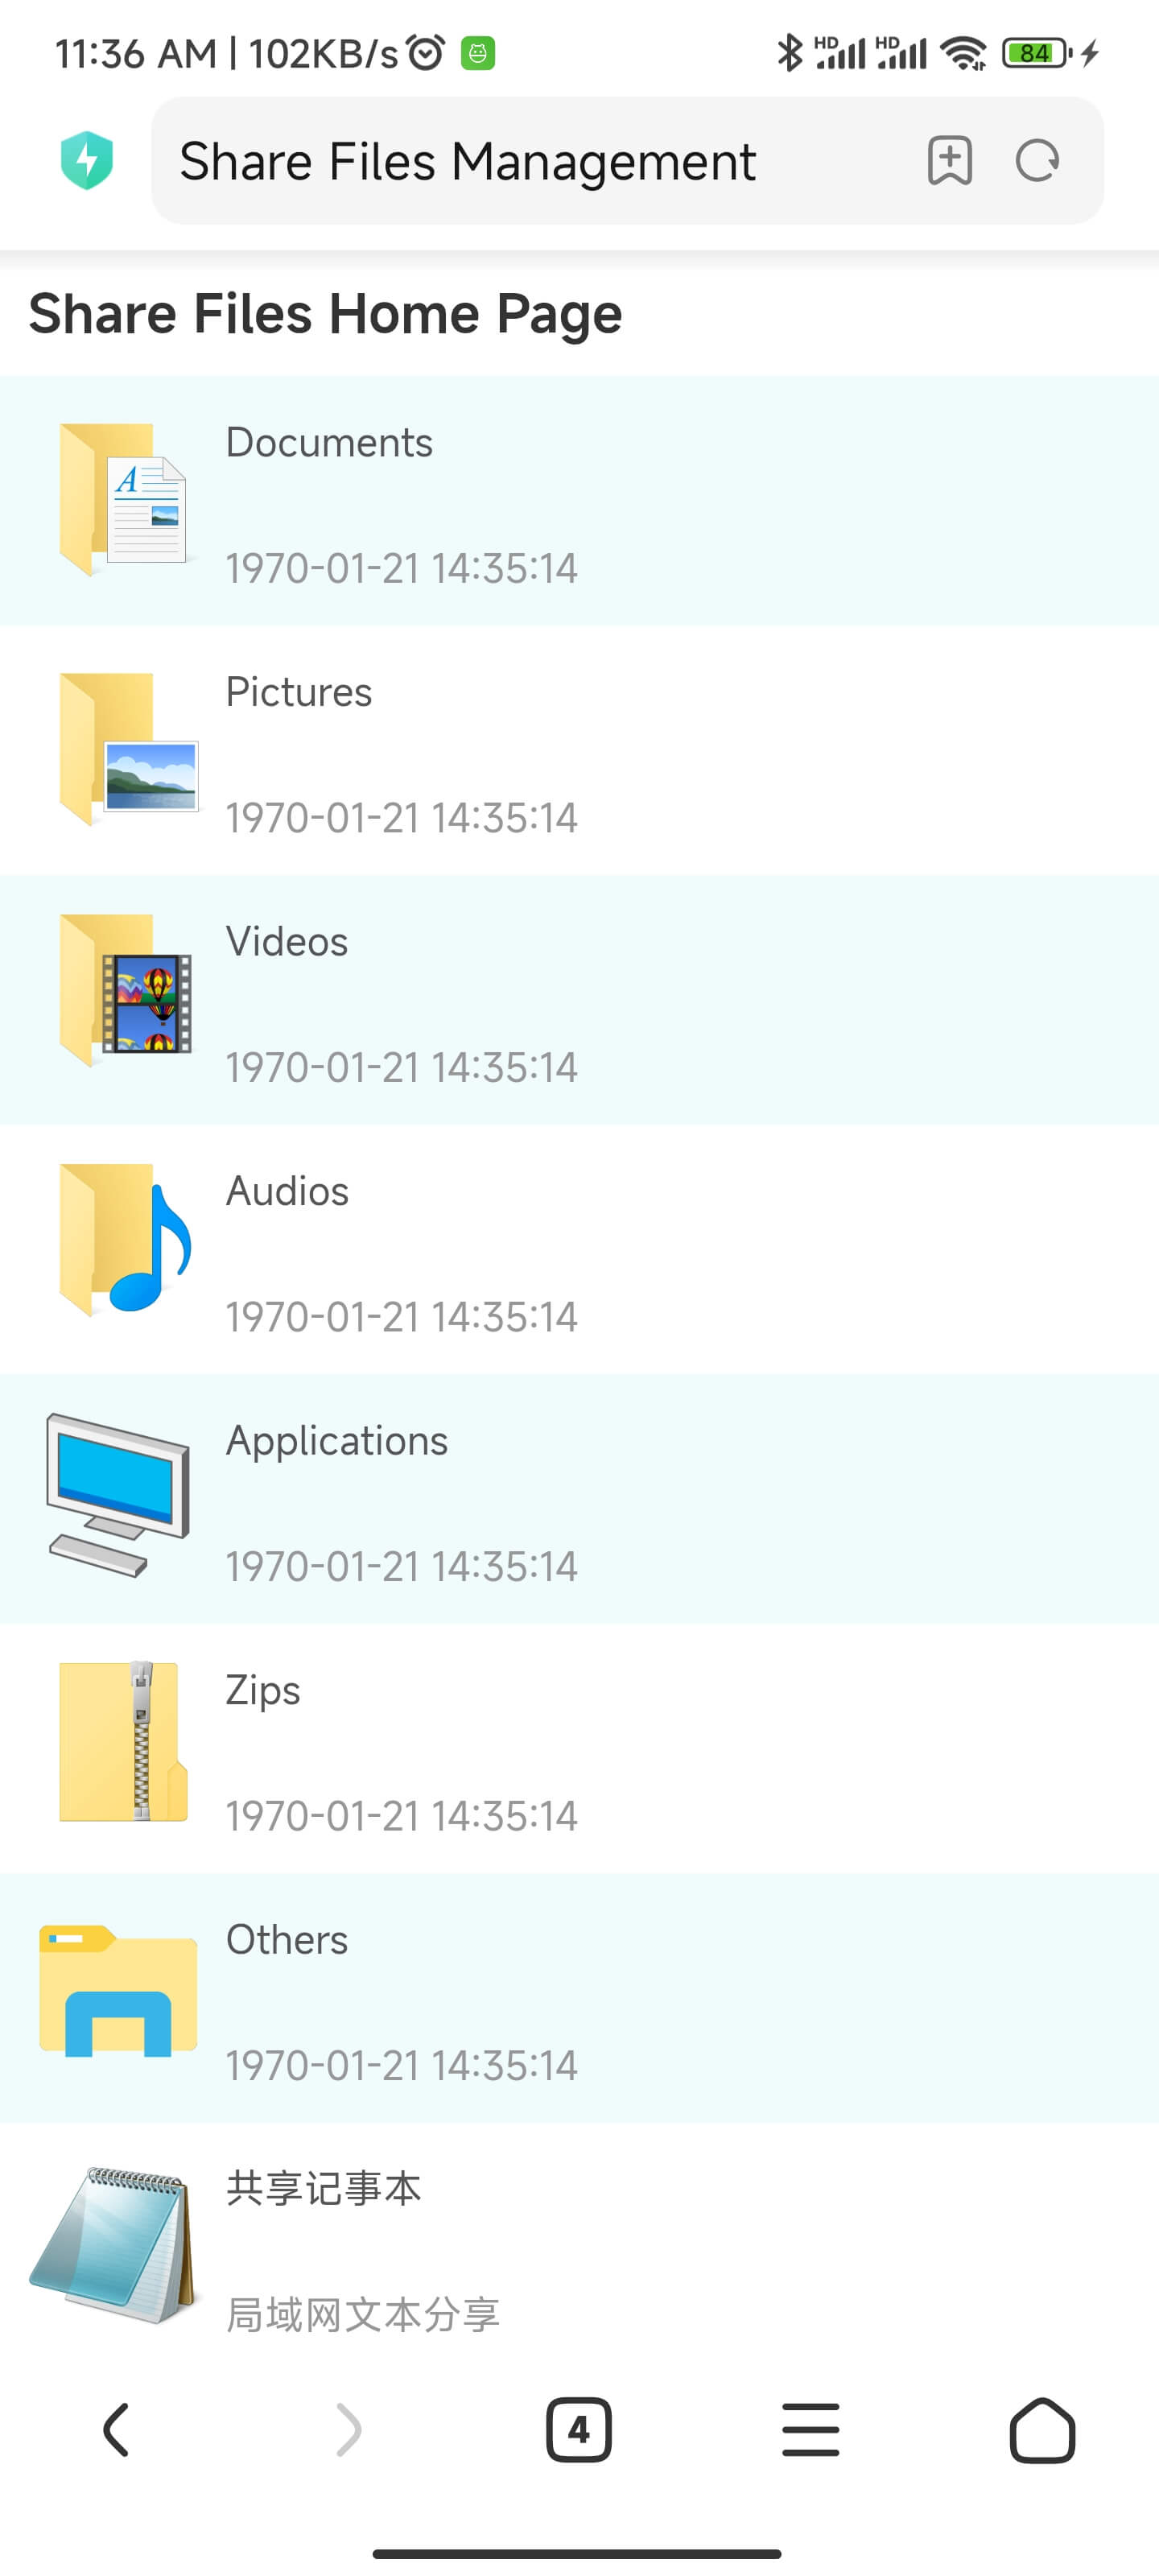 11:36 AM | 102KB/s HD HD 84
Share Files Management
Share Files Home Page
Documents
1970-01-21 14:35:14
Pictures
1970-01-21 14:35:14
Videos
1970-01-21 14:35:14
Audios
1970-01-21 14:35:14
Applications
1970-01-21 14:35:14
Zips
1970-01-21 14:35:14
Others
1970-01-21 14:35:14
共享记事本
局域网文本分享
4